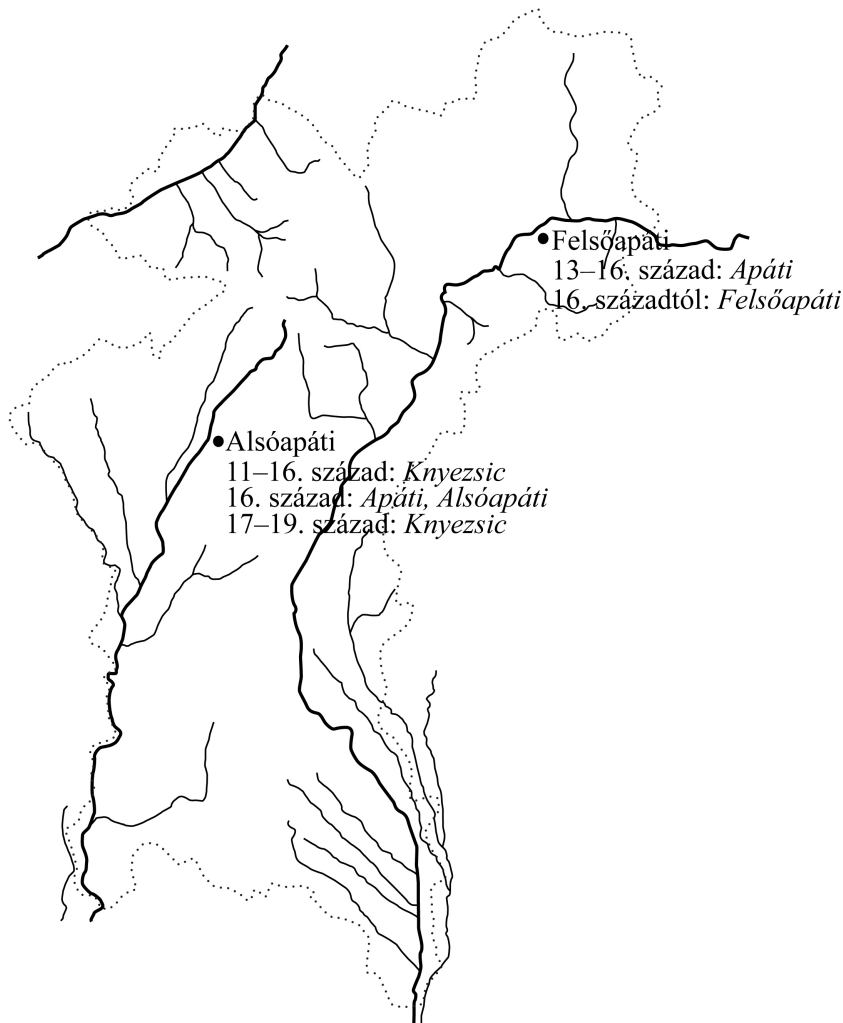 Felsőapáti
13–16. század: Apáti
16. századtól: Felsőapáti
Alsóapáti
11–16. század: Knyezsic
16. század: Apáti, Alsóapáti
17–19. század: Knyezsic